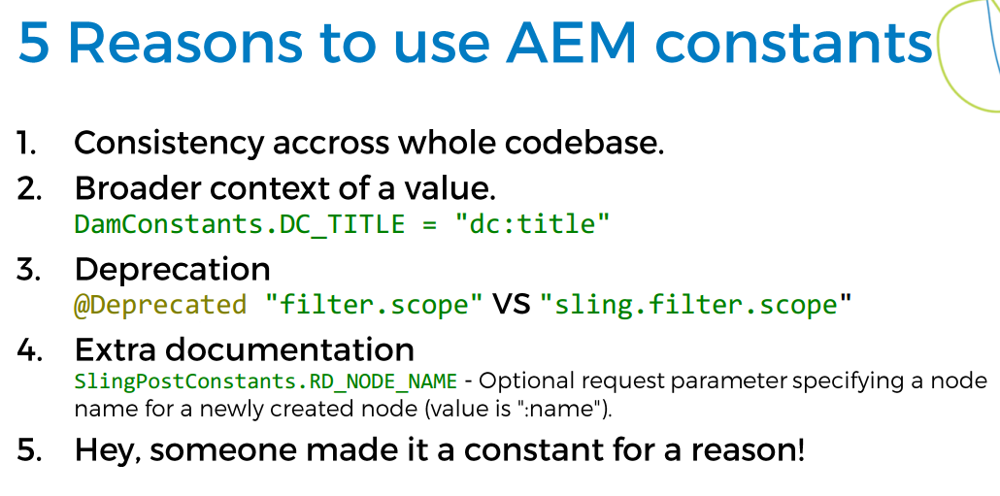 5 Reasons to use AEM constants
1. Consistency accross whole codebase.
2. Broader context of a value.
DamConstants.DC_TITLE = "dc:title"
3. Deprecation
@Deprecated "filter.scope" VS "sling.filter.scope"
4. Extra documentation
SlingPostConstants.RD_NODE_NAME - Optional request parameter specifying a node
name for a newly created node (value is ":name").
5. Hey, someone made it a constant for a reason!